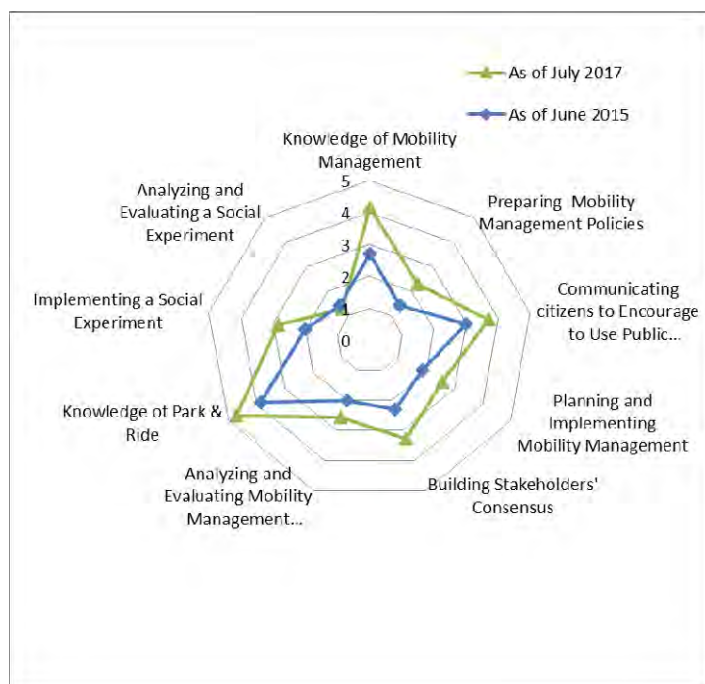 As of July 2017
As of June 2015
Knowledge of Mobility
Management
Preparing Mobility
Management Policies
Communicating
citizens to Encourage
to Use Public...
Planning and
Implementing
Mobility Management
Building Stakeholders'
Consensus
Analyzing and
Evaluating Mobility
Management...
Knowledge of Park &
Ride
Implementing a Social
Experiment
Analyzing and
Evaluating a Social
Experiment
5
4
3
2
1
0